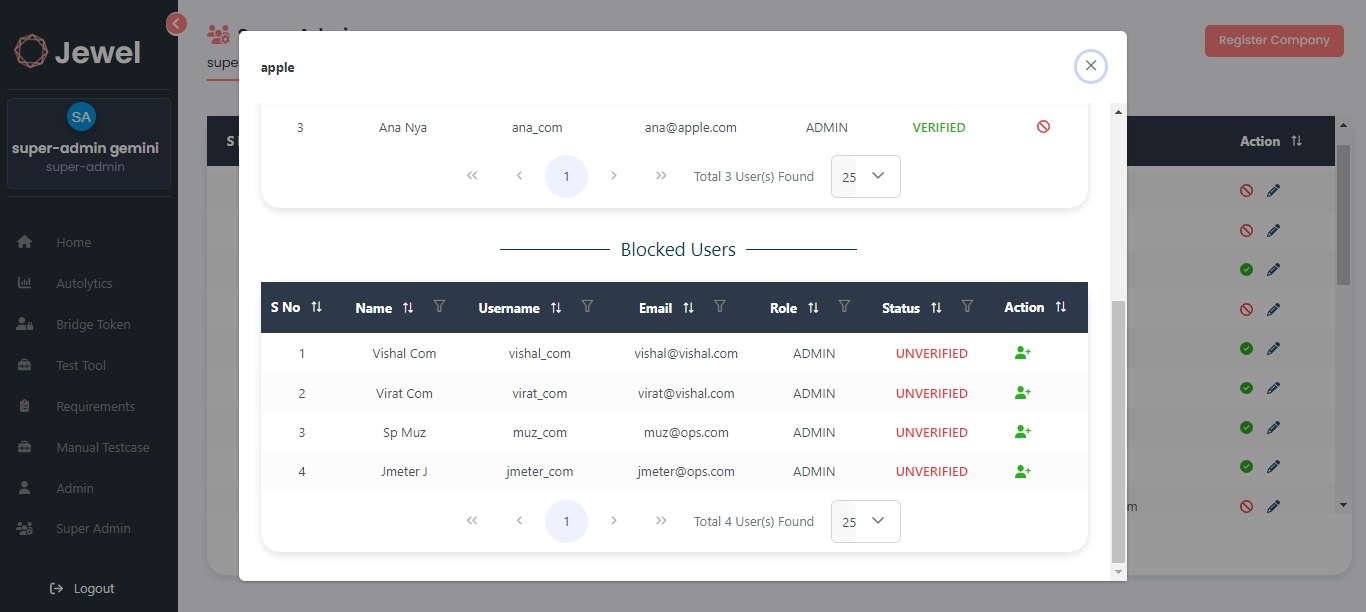 Jewel
SA
super-admin gemini
super-admin
Home
Autolytics
Bridge Token
Test Tool
Requirements
Manual Testcase
Admin
Super Admin
Logout
Register Company
supe
S
Action
m
apple
3 Ana Nya ana_com ana@apple.com ADMIN VERIFIED
1 Total 3 User(s) Found 25
Blocked Users
S No Name Username Email Role Status Action
1 Vishal Com vishal_com vishal@vishal.com ADMIN UNVERIFIED
2 Virat Com virat_com virat@vishal.com ADMIN UNVERIFIED
3 Sp Muz muz_com muz@ops.com ADMIN UNVERIFIED
4 Jmeter J jmeter_com jmeter@ops.com ADMIN UNVERIFIED
1 Total 4 User(s) Found 25